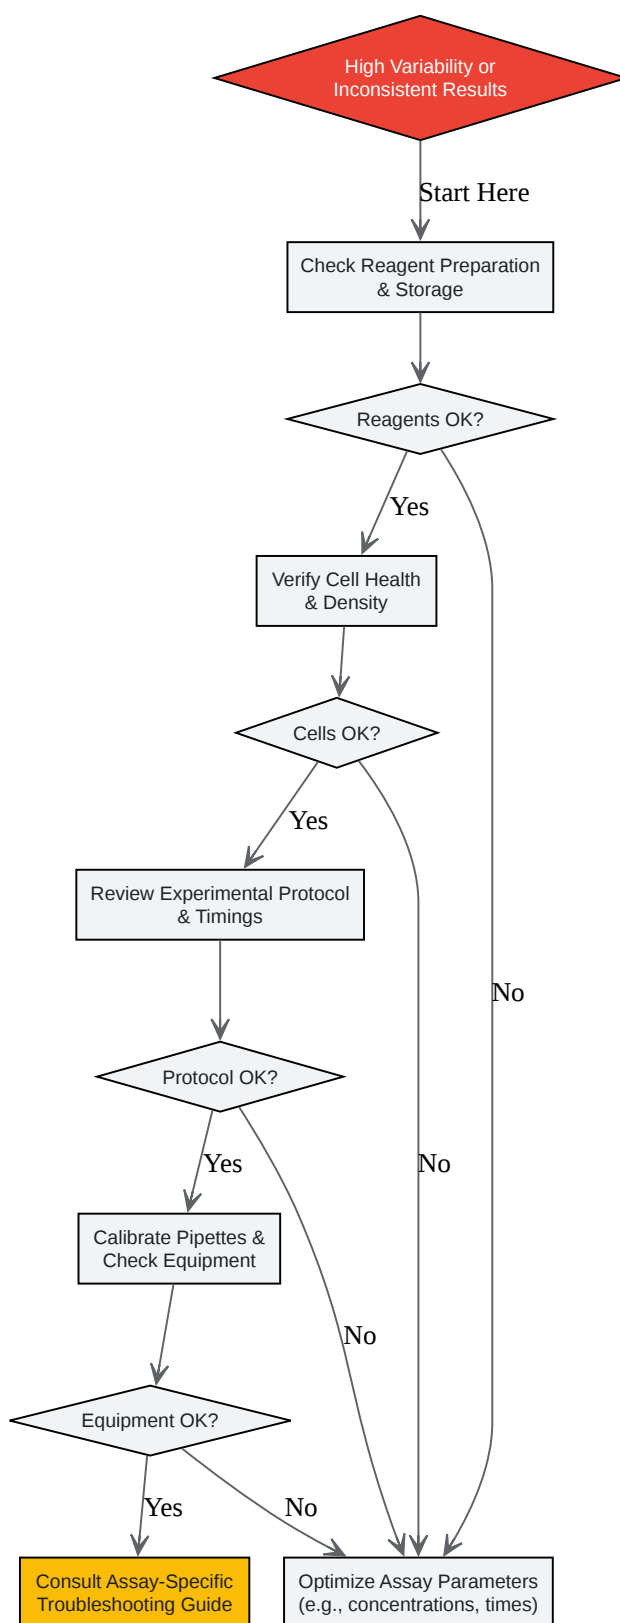 High Variability or
Inconsistent Results
Start Here
Check Reagent Preparation
& Storage
Reagents OK?
Yes
Verify Cell Health
& Density
Cells OK?
Yes
Review Experimental Protocol
& Timings
No
Protocol OK?
Yes
No
Calibrate Pipettes &
Check Equipment
No
Equipment OK?
Yes
No
Consult Assay-Specific
Troubleshooting Guide
Optimize Assay Parameters
(e.g., concentrations, times)